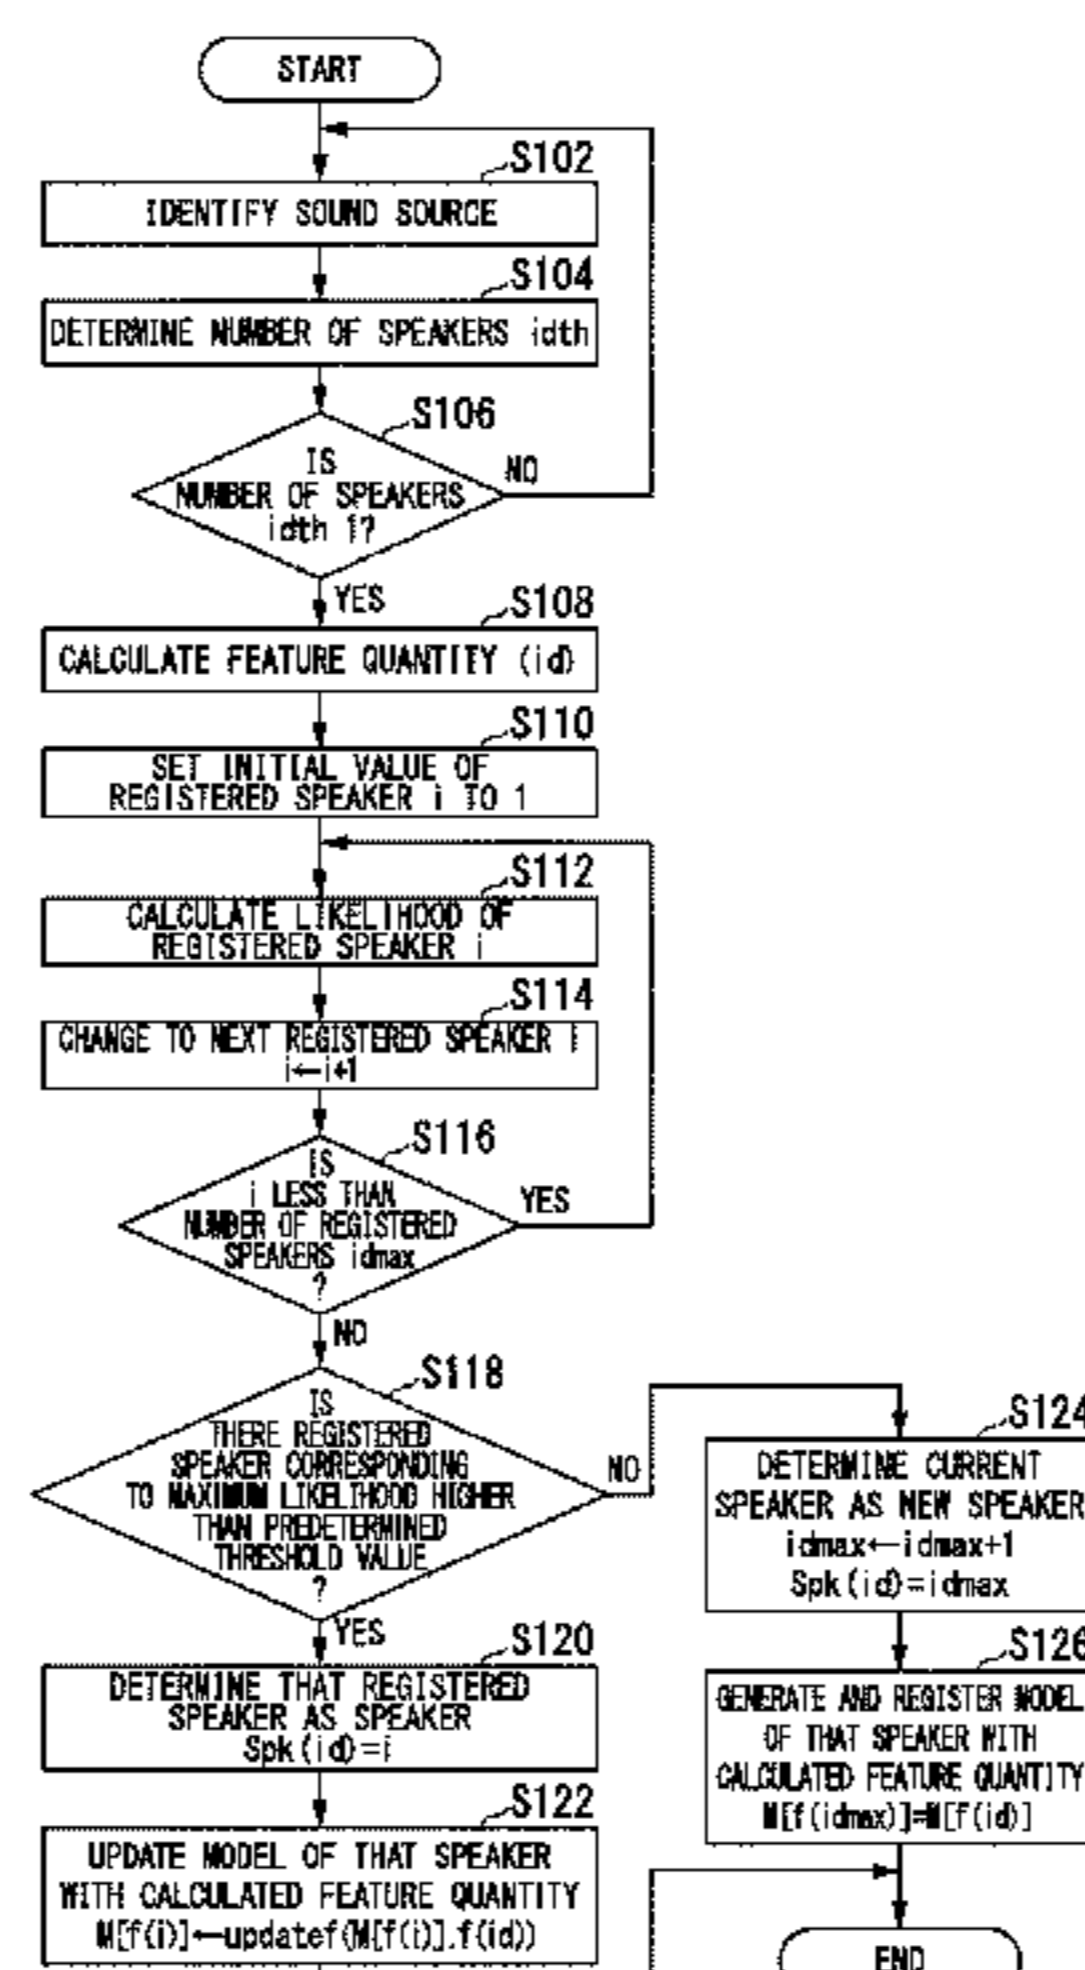 START
S102
IDENTIFY SOUND SOURCE
S104
DETERMINE NUMBER OF SPEAKERS idth
S106
IS
NUMBER OF SPEAKERS
idth 1?
NO
YES
S108
CALCULATE FEATURE QUANTITY (id)
S110
SET INITIAL VALUE OF
REGISTERED SPEAKER i TO 1
S112
CALCULATE LIKELIHOOD OF
REGISTERED SPEAKER i
S114
CHANGE TO NEXT REGISTERED SPEAKER i
i←i+1
S116
IS
i LESS THAN
NUMBER OF REGISTERED
SPEAKERS idmax
?
YES
NO
S118
IS
THERE REGISTERED
SPEAKER CORRESPONDING
TO MAXIMUM LIKELIHOOD HIGHER
THAN PREDETERMINED
THRESHOLD VALUE
?
NO
YES
S120
DETERMINE THAT REGISTERED
SPEAKER AS SPEAKER
Spk(id)=i
S122
UPDATE MODEL OF THAT SPEAKER
WITH CALCULATED FEATURE QUANTITY
M[f(i)]←updatef(M[f(i)].f(id))
S124
DETERMINE CURRENT
SPEAKER AS NEW SPEAKER
idmax←idmax+1
Spk(id)=idmax
S126
GENERATE AND REGISTER MODEL
OF THAT SPEAKER WITH
CALCULATED FEATURE QUANTITY
M[f(idmax)]=M[f(id)]
END